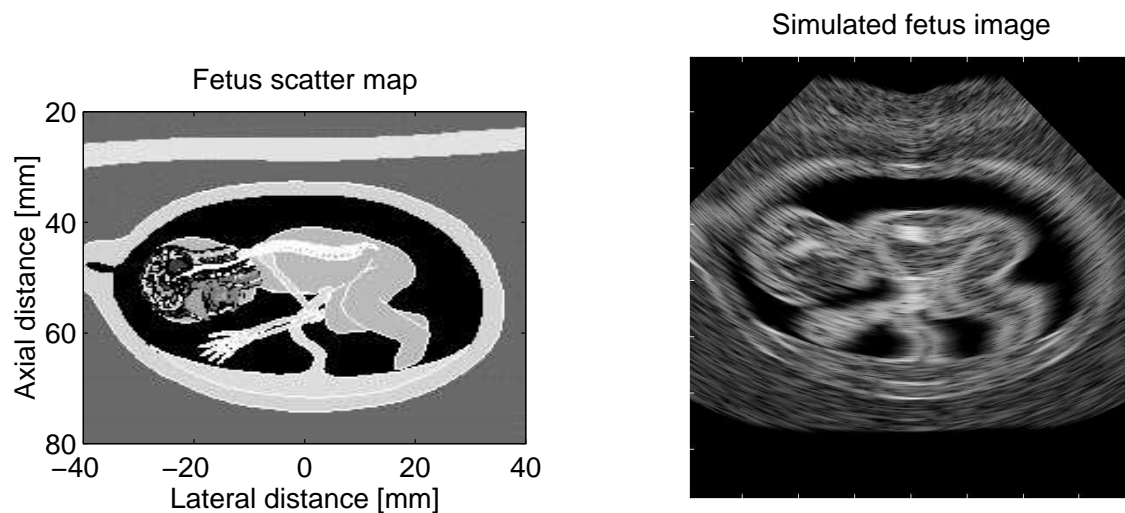 Simulated fetus image
Fetus scatter map
20
40
60
80
Axial distance [mm]
−40
−20
0
20
40
Lateral distance [mm]